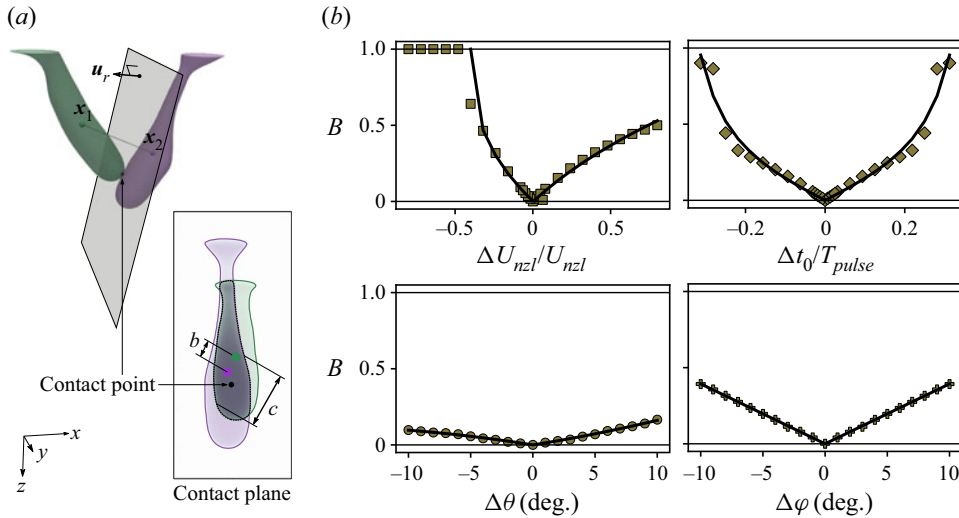 (a)
(b)
u_r
x_1
x_2
Contact point
b
c
x
y
z
Contact plane
B
1.0
0.5
0
−0.5
0
0.5
ΔU_nzl/U_nzl
−0.2
0
0.2
Δt_0/T_pulse
B
1.0
0.5
0
−10
−5
0
5
10
Δθ (deg.)
−10
−5
0
5
10
Δφ (deg.)